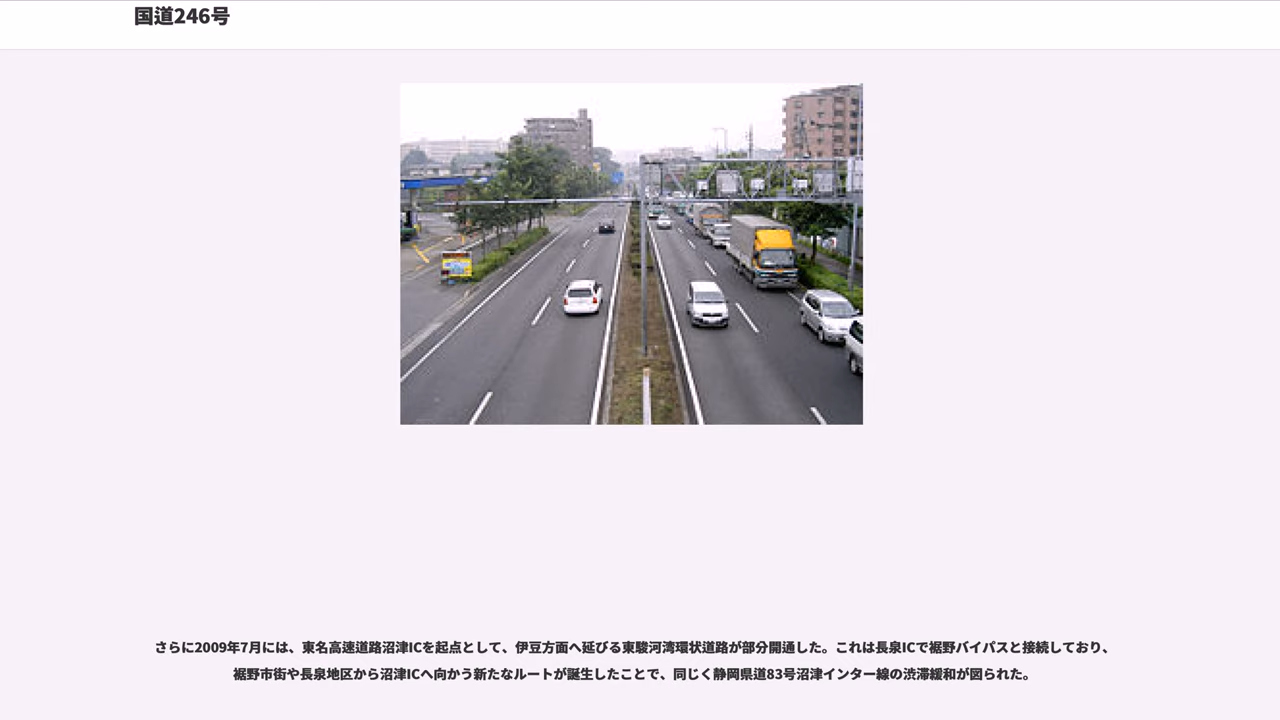 国道246号
さらに2009年7月には、東名高速道路沼津ICを起点として、伊豆方面へ延びる東駿河湾環状道路が部分開通した。これは長泉ICで裾野バイパスと接続しており、
裾野市街や長泉地区から沼津ICへ向かう新たなルートが誕生したことで、同じく静岡県道83号沼津インター線の渋滞緩和が図られた。